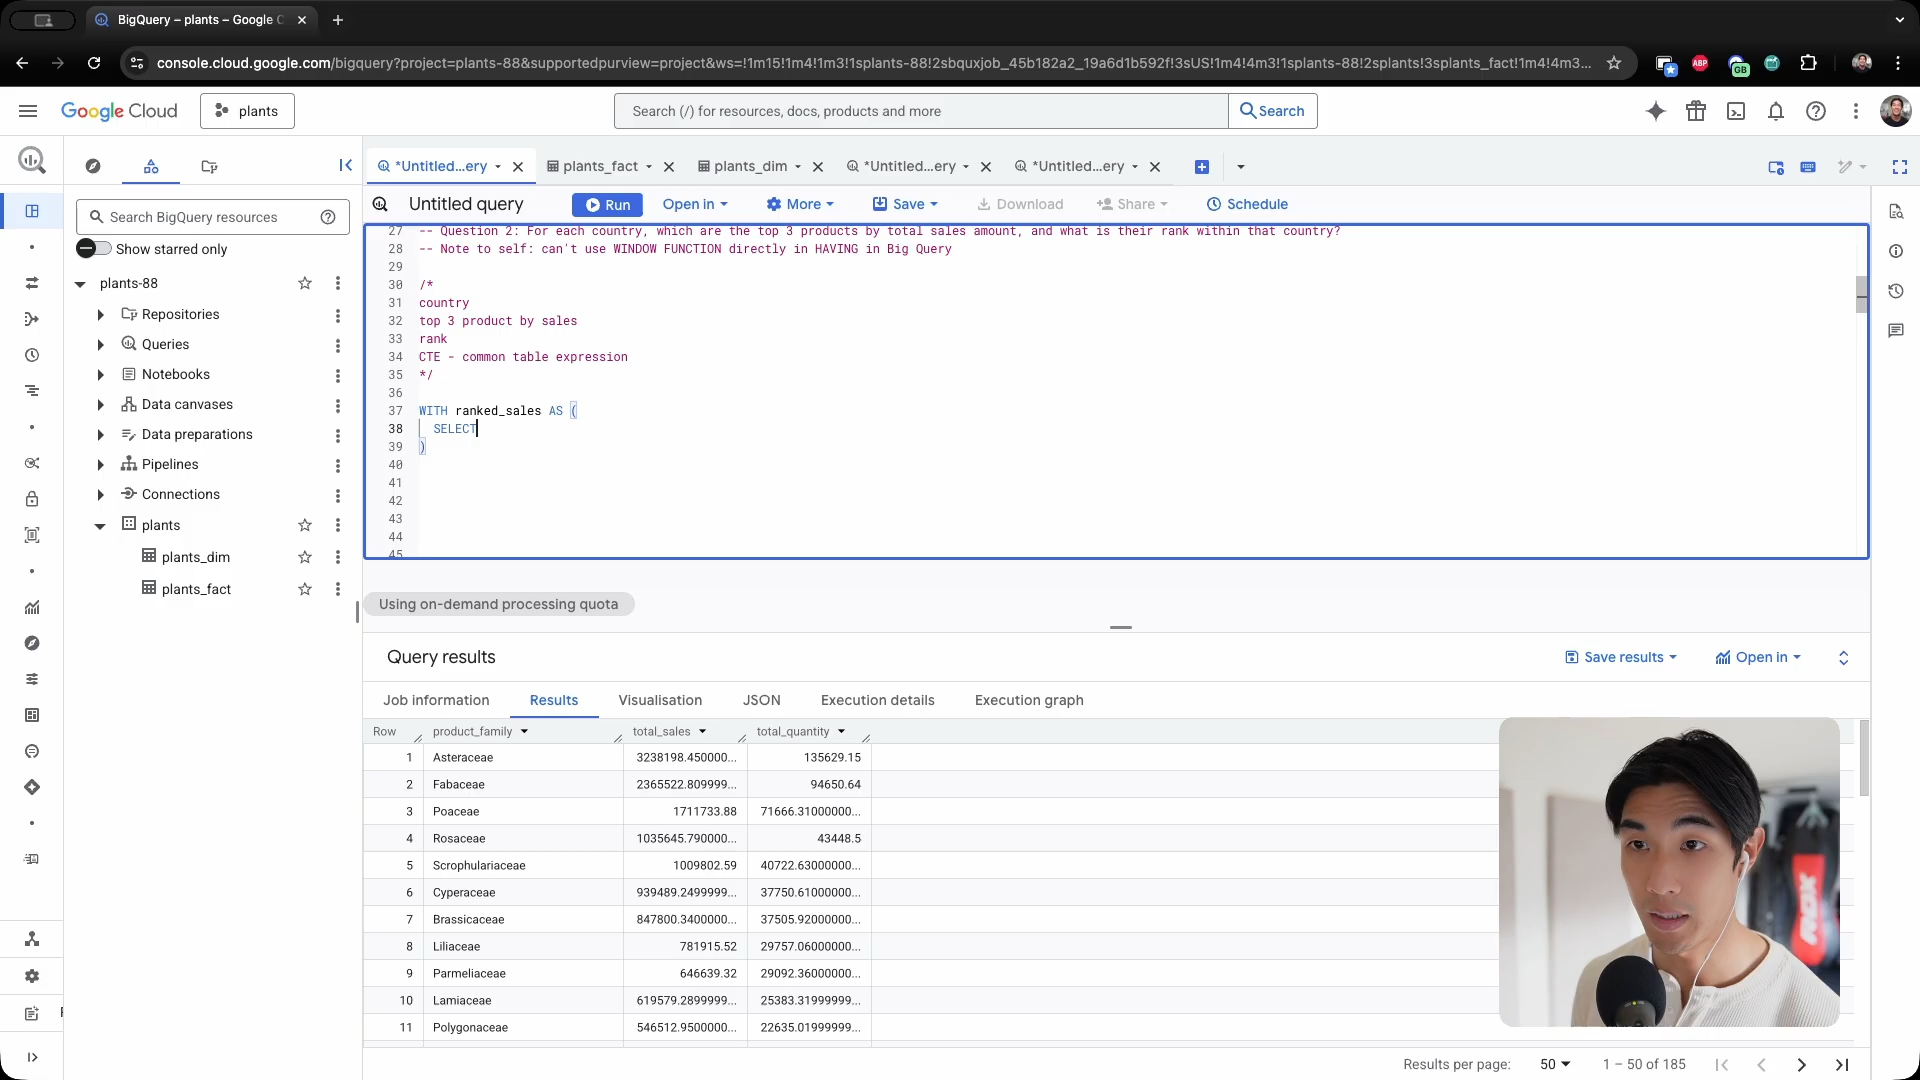 BigQuery – plants – Google C
console.cloud.google.com/bigquery?project=plants-88&supportedpurview=project&ws=!1m15!1m4!1m3!1splants-88!2sbquxjob_45b182a2_19a6d1b592f!3sUS!1m4!4m3!1splants-88!2splants!3splants_fact!1m4!4m3...
ABP
GB
Google Cloud
plants
Search (/) for resources, docs, products and more
Search
*Untitled...ery
plants_fact
plants_dim
*Untitled...ery
*Untitled...ery
Untitled query
Run
Open in
More
Save
Download
Share
Schedule
Search BigQuery resources
Show starred only
plants-88
Repositories
Queries
Notebooks
Data canvases
Data preparations
Pipelines
Connections
plants
plants_dim
plants_fact
27 -- Question 2: For each country, which are the top 3 products by total sales amount, and what is their rank within that country?
28 -- Note to self: can't use WINDOW FUNCTION directly in HAVING in Big Query
29
30 /*
31 country
32 top 3 product by sales
33 rank
34 CTE - common table expression
35 */
36
37 WITH ranked_sales AS (
38 SELECT
39 )
40
41
42
43
44
45
Using on-demand processing quota
Query results
Save results
Open in
Job information
Results
Visualisation
JSON
Execution details
Execution graph
Row product_family total_sales total_quantity
1 Asteraceae 3238198.450000... 135629.15
2 Fabaceae 2365522.809999... 94650.64
3 Poaceae 1711733.88 71666.31000000...
4 Rosaceae 1035645.790000... 43448.5
5 Scrophulariaceae 1009802.59 40722.63000000...
6 Cyperaceae 939489.2499999... 37750.61000000...
7 Brassicaceae 847800.3400000... 37505.92000000...
8 Liliaceae 781915.52 29757.06000000...
9 Parmeliaceae 646639.32 29092.36000000...
10 Lamiaceae 619579.2899999... 25383.31999999...
11 Polygonaceae 546512.9500000... 22635.01999999...
RDX
Results per page: 50 1 – 50 of 185